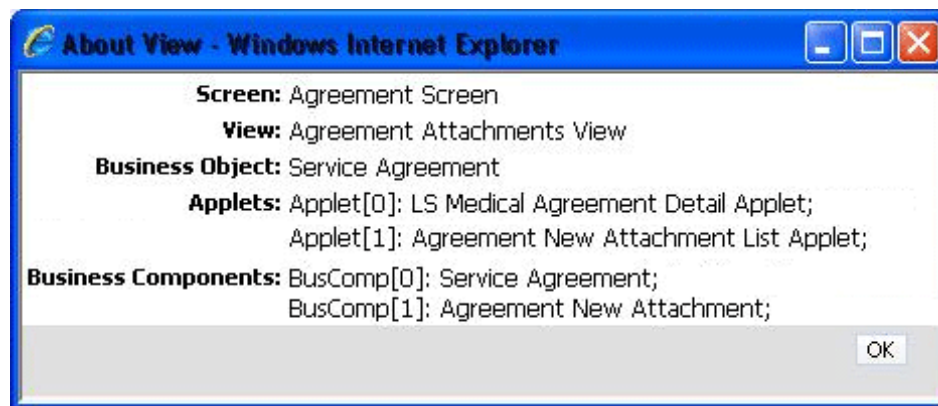 About View - Windows Internet Explorer
Screen: Agreement Screen
View: Agreement Attachments View
Business Object: Service Agreement
Applets: Applet[0]: LS Medical Agreement Detail Applet;
Applet[1]: Agreement New Attachment List Applet;
Business Components: BusComp[0]: Service Agreement;
BusComp[1]: Agreement New Attachment;
OK